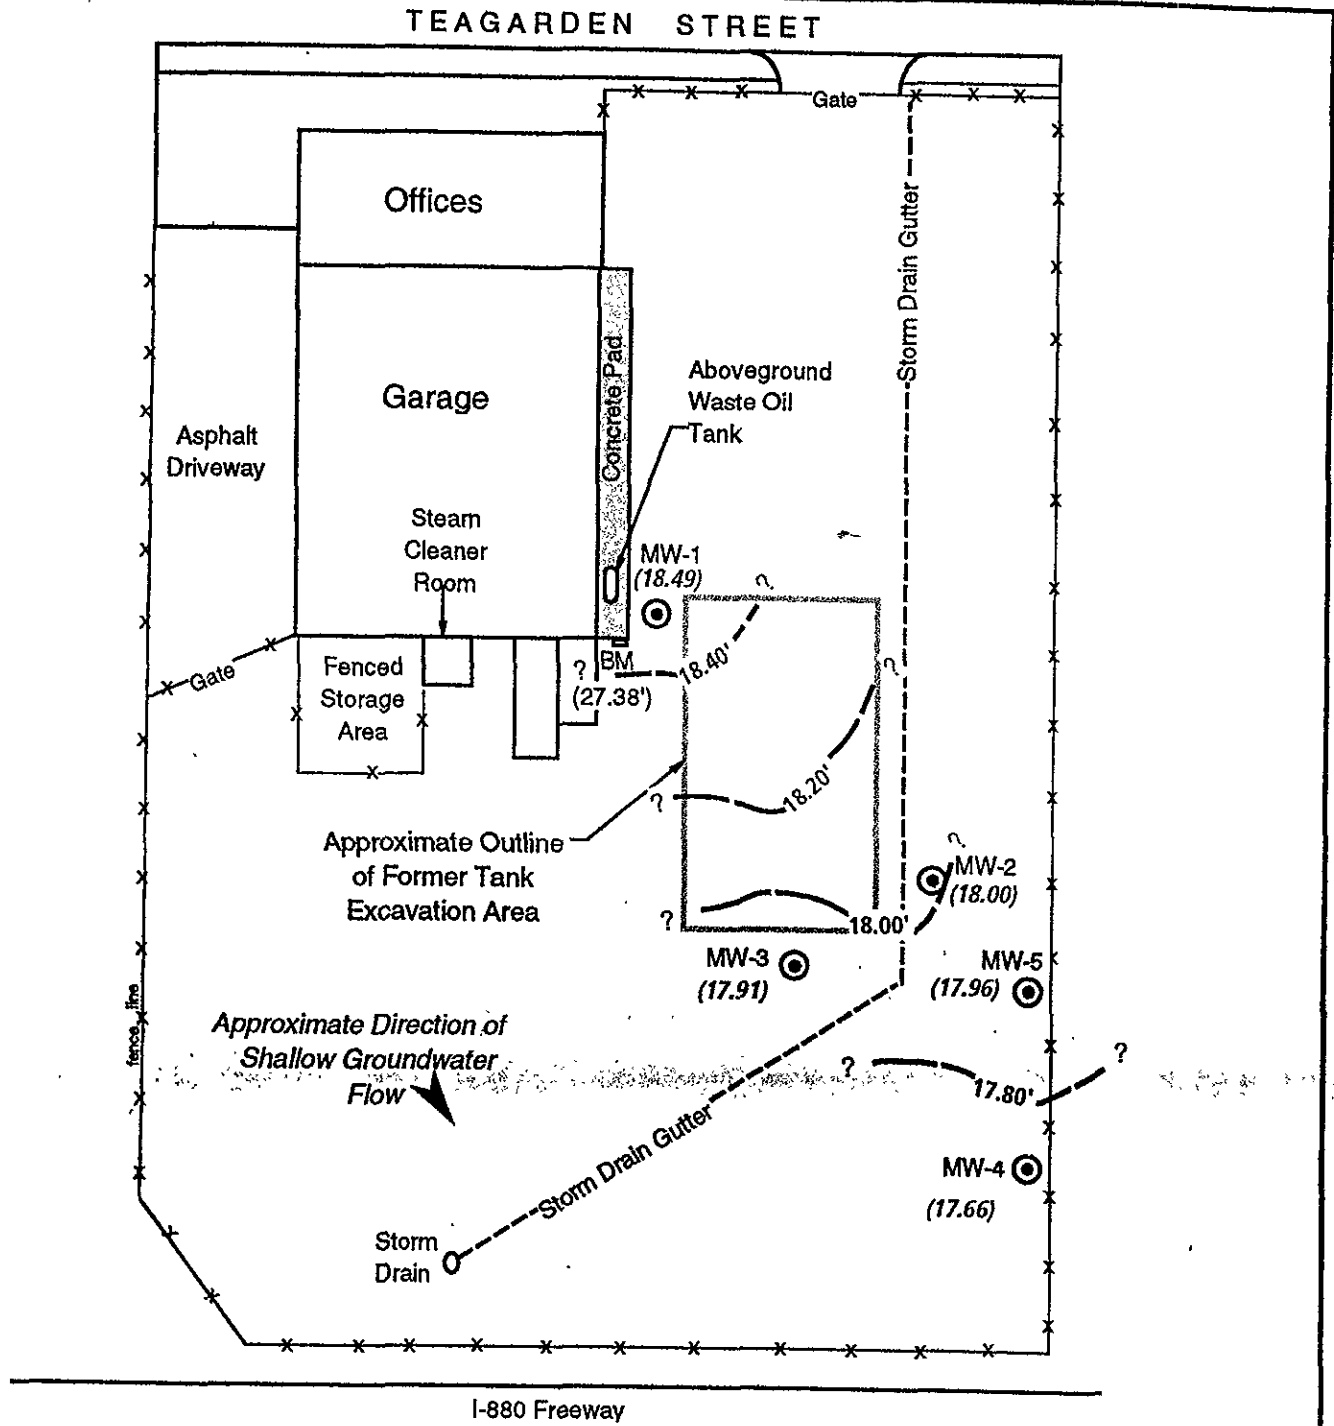 TEAGARDEN STREET
Gate
Offices
Storm Drain Gutter
Concrete Pad
Aboveground
Waste Oil
Tank
Garage
Asphalt
Driveway
Steam
Cleaner
Room
MW-1
(18.49)
?
BM
?
(27.38')
18.40'
?
Gate
Fenced
Storage
Area
18.20'
?
Approximate Outline
of Former Tank
Excavation Area
?
MW-2
(18.00)
?
18.00'
MW-3
(17.91)
MW-5
(17.96)
fence line
Approximate Direction of
Shallow Groundwater
Flow
?
17.80'
?
Storm Drain Gutter
MW-4
(17.66)
Storm
Drain
I-880 Freeway